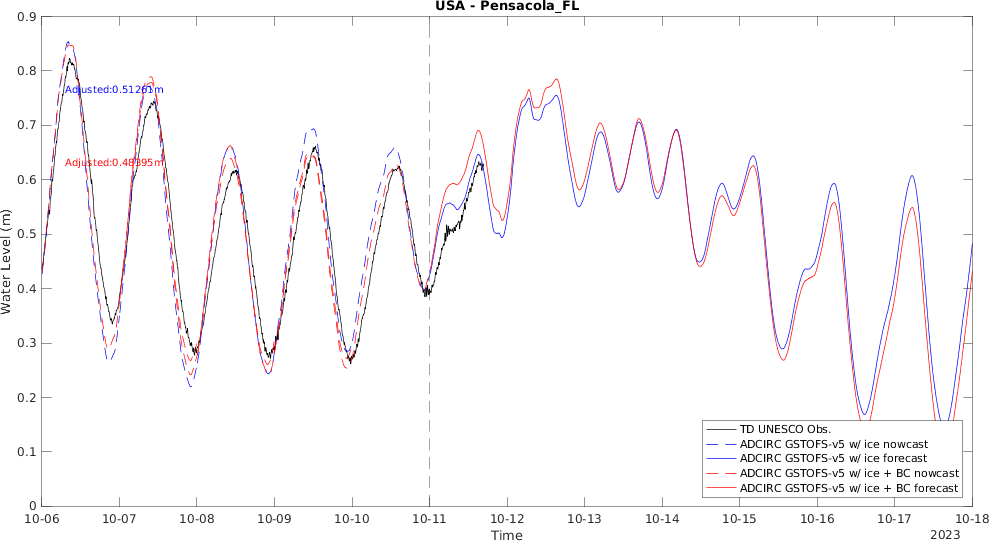 USA - Pensacola_FL
0.9
0.8
0.7
0.6
0.5
0.4
0.3
0.2
0.1
0
Water Level (m)
Adjusted:0.51261m
Adjusted:0.48395m
TD UNESCO Obs.
ADCIRC GSTOFS-v5 w/ ice nowcast
ADCIRC GSTOFS-v5 w/ ice forecast
ADCIRC GSTOFS-v5 w/ ice + BC nowcast
ADCIRC GSTOFS-v5 w/ ice + BC forecast
10-06 10-07 10-08 10-09 10-10 10-11 10-12 10-13 10-14 10-15 10-16 10-17 10-18
Time
2023